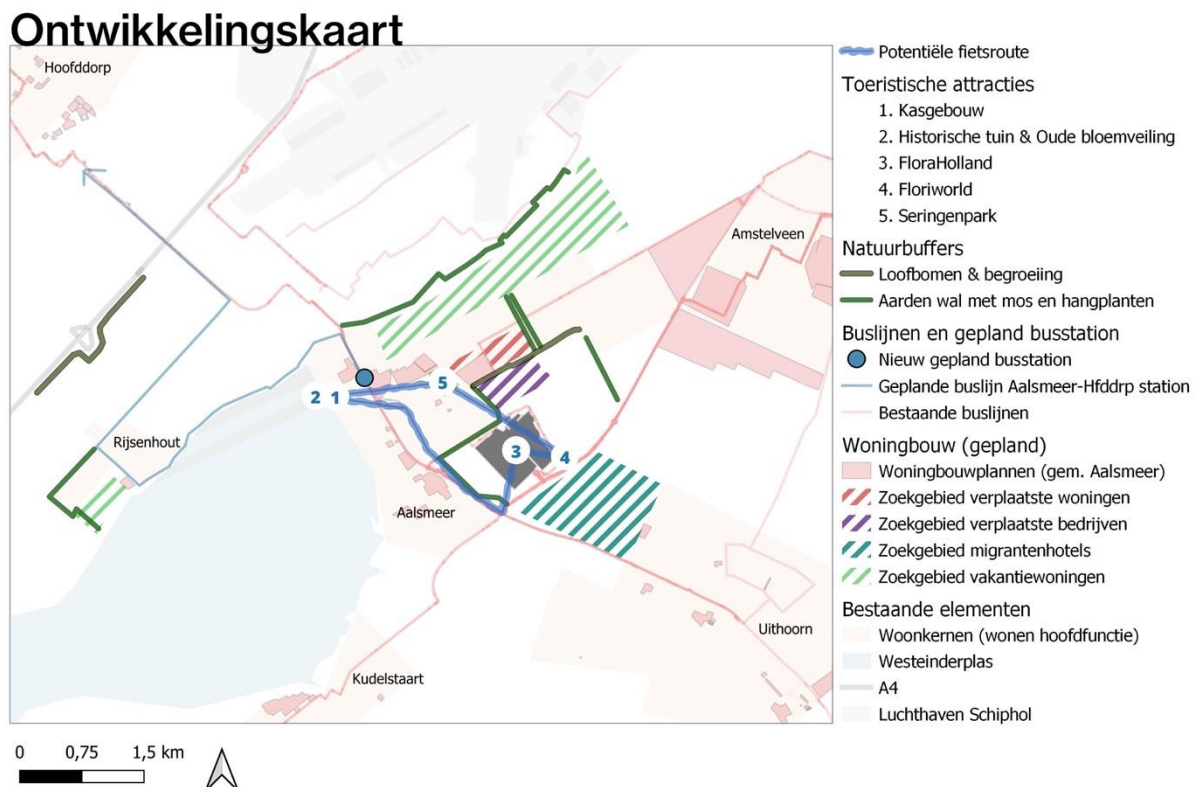 Ontwikkelingskaart
Hoofddorp
Amstelveen
Rijsenhout
Aalsmeer
Uithoorn
Kudelstaart
2 1
5
3
4
Potentiële fietsroute
Toeristische attracties
1. Kasgebouw
2. Historische tuin & Oude bloemveiling
3. FloraHolland
4. Floriworld
5. Seringenpark
Natuurbuffers
Loofbomen & begroeiing
Aarden wal met mos en hangplanten
Buslijnen en gepland busstation
Nieuw gepland busstation
Geplande buslijn Aalsmeer-Hfddrp station
Bestaande buslijnen
Woningbouw (gepland)
Woningbouwplannen (gem. Aalsmeer)
Zoekgebied verplaatste woningen
Zoekgebied verplaatste bedrijven
Zoekgebied migrantenhotels
Zoekgebied vakantiewoningen
Bestaande elementen
Woonkernen (wonen hoofdfunctie)
Westeinderplas
A4
Luchthaven Schiphol
0 0,75 1,5 km